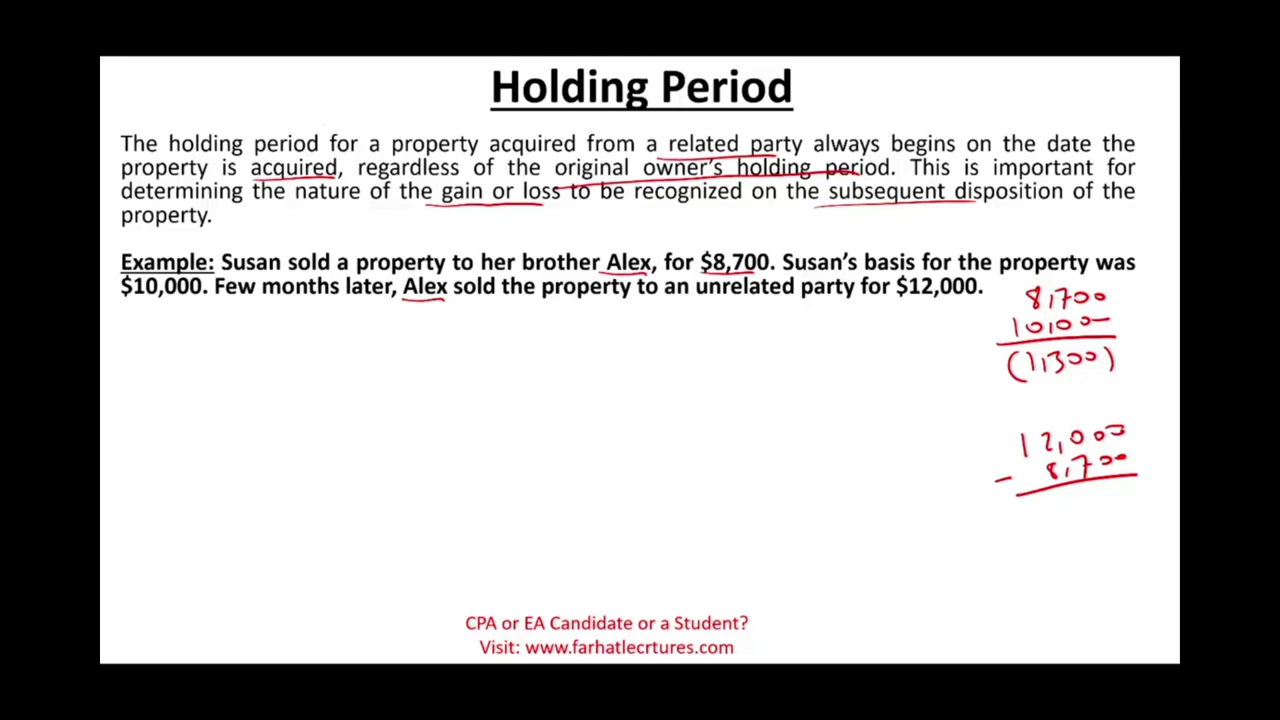 Holding Period
The holding period for a property acquired from a related party always begins on the date the
property is acquired, regardless of the original owner's holding period. This is important for
determining the nature of the gain or loss to be recognized on the subsequent disposition of the
property.
Example: Susan sold a property to her brother Alex, for $8,700. Susan's basis for the property was
$10,000. Few months later, Alex sold the property to an unrelated party for $12,000.
8,700
10,000
(1,300)
12,000
- 8,700
CPA or EA Candidate or a Student?
Visit: www.farhatlecrtures.com